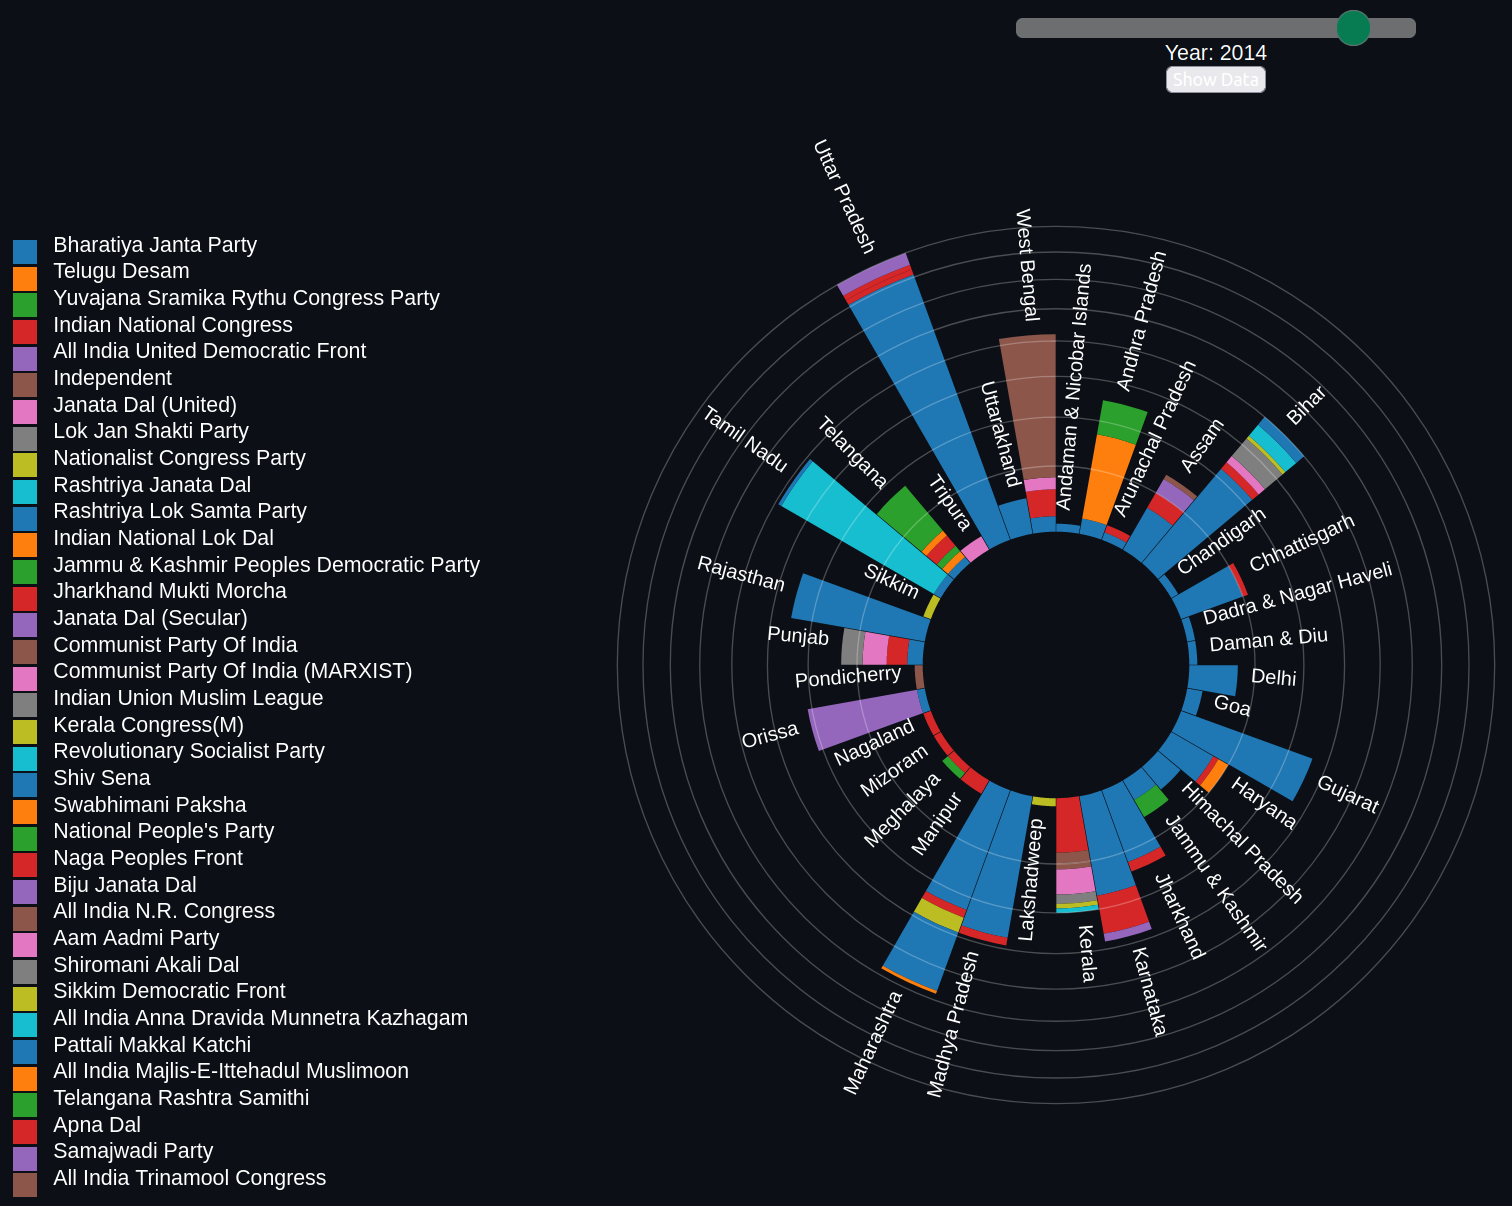 Year: 2014
Show Data
Bharatiya Janta Party
Telugu Desam
Yuvajana Sramika Rythu Congress Party
Indian National Congress
All India United Democratic Front
Independent
Janata Dal (United)
Lok Jan Shakti Party
Nationalist Congress Party
Rashtriya Janata Dal
Rashtriya Lok Samta Party
Indian National Lok Dal
Jammu & Kashmir Peoples Democratic Party
Jharkhand Mukti Morcha
Janata Dal (Secular)
Communist Party Of India
Communist Party Of India (MARXIST)
Indian Union Muslim League
Kerala Congress(M)
Revolutionary Socialist Party
Shiv Sena
Swabhimani Paksha
National People's Party
Naga Peoples Front
Biju Janata Dal
All India N.R. Congress
Aam Aadmi Party
Shiromani Akali Dal
Sikkim Democratic Front
All India Anna Dravida Munnetra Kazhagam
Pattali Makkal Katchi
All India Majlis-E-Ittehadul Muslimoon
Telangana Rashtra Samithi
Apna Dal
Samajwadi Party
All India Trinamool Congress
Andaman & Nicobar Islands
Andhra Pradesh
Arunachal Pradesh
Assam
Bihar
Chandigarh
Chhattisgarh
Dadra & Nagar Haveli
Daman & Diu
Delhi
Goa
Gujarat
Haryana
Himachal Pradesh
Jammu & Kashmir
Jharkhand
Karnataka
Kerala
Lakshadweep
Madhya Pradesh
Maharashtra
Manipur
Meghalaya
Mizoram
Nagaland
Orissa
Pondicherry
Punjab
Rajasthan
Sikkim
Tamil Nadu
Telangana
Tripura
Uttar Pradesh
Uttarakhand
West Bengal